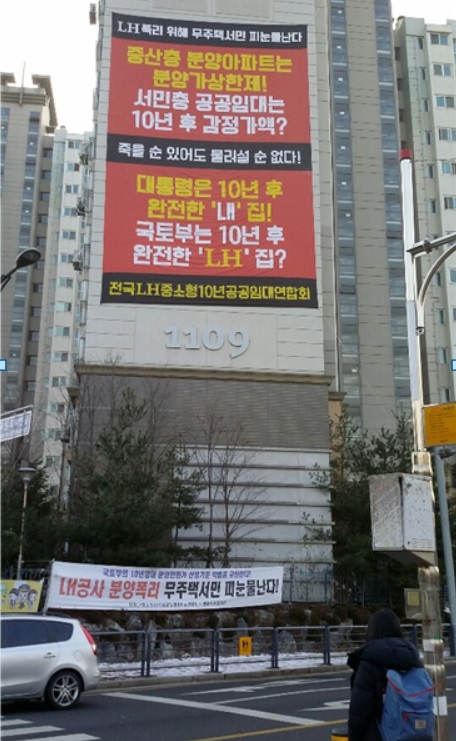 LH폭리 위해 무주택서민 피눈물난다
중산층 분양아파트는
분양가상한제!
서민층 공공임대는
10년 후 감정가액?
죽을 순 있어도 물러설 순 없다!
대통령은 10년 후
완전한 '내' 집!
국토부는 10년 후
완전한 'LH' 집?
전국LH중소형10년공공임대연합회
1109
LH공사 분양폭리 무주택서민 피눈물난다!